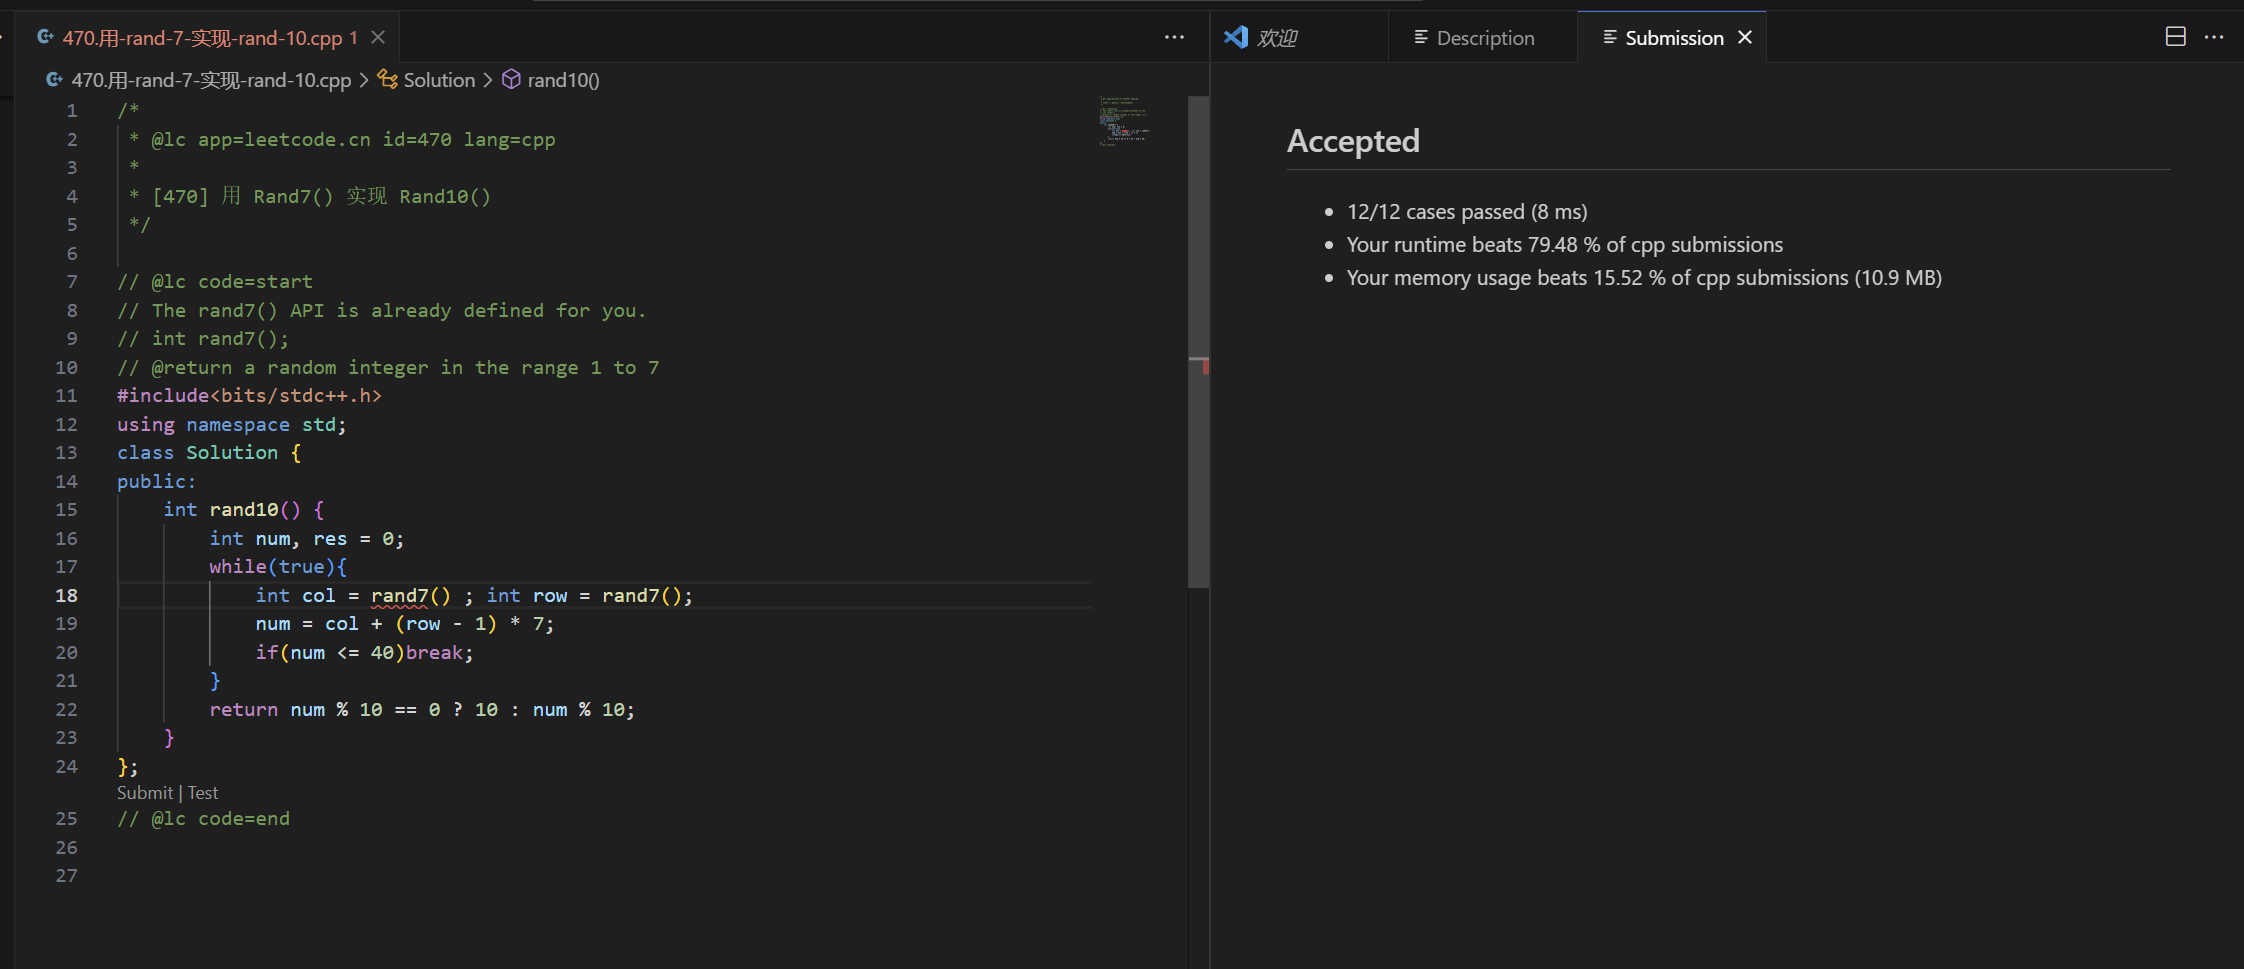 470.用-rand-7-实现-rand-10.cpp 1
470.用-rand-7-实现-rand-10.cpp > Solution > rand10()
1 /*
2 * @lc app=leetcode.cn id=470 lang=cpp
3 *
4 * [470] 用 Rand7() 实现 Rand10()
5 */
6
7 // @lc code=start
8 // The rand7() API is already defined for you.
9 // int rand7();
10 // @return a random integer in the range 1 to 7
11 #include<bits/stdc++.h>
12 using namespace std;
13 class Solution {
14 public:
15 int rand10() {
16 int num, res = 0;
17 while(true){
18 int col = rand7() ; int row = rand7();
19 num = col + (row - 1) * 7;
20 if(num <= 40)break;
21 }
22 return num % 10 == 0 ? 10 : num % 10;
23 }
24 };
Submit | Test
25 // @lc code=end
26
27
欢迎
Description
Submission
Accepted
• 12/12 cases passed (8 ms)
• Your runtime beats 79.48 % of cpp submissions
• Your memory usage beats 15.52 % of cpp submissions (10.9 MB)